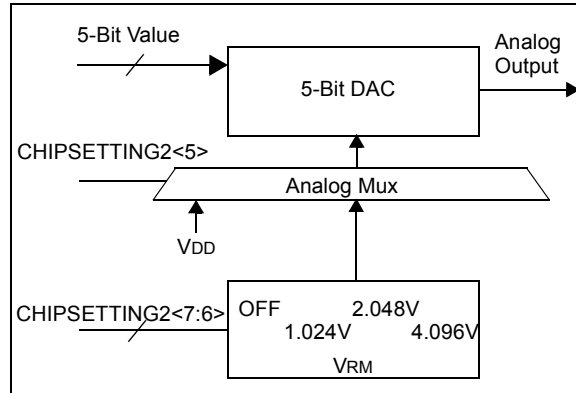 5-Bit Value
Analog
Output
5-Bit DAC
CHIPSETTING2<5>
Analog Mux
VDD
CHIPSETTING2<7:6>
OFF 2.048V
1.024V 4.096V
VRM